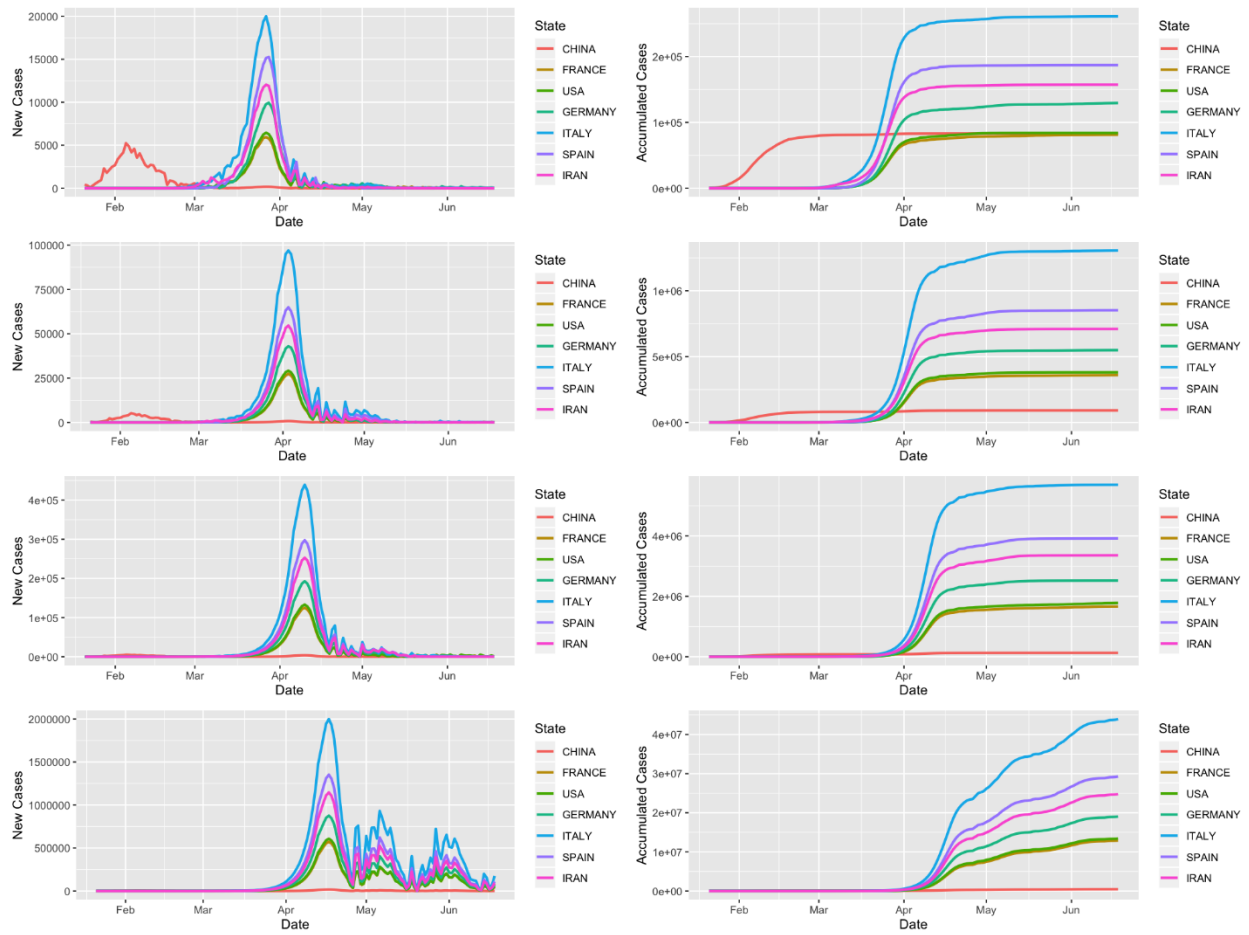 20000
15000
10000
5000
0
New Cases
Feb Mar Apr May Jun
Date
State
CHINA
FRANCE
USA
GERMANY
ITALY
SPAIN
IRAN
2e+05
1e+05
0e+00
Accumulated Cases
Feb Mar Apr May Jun
Date
State
CHINA
FRANCE
USA
GERMANY
ITALY
SPAIN
IRAN
100000
75000
50000
25000
0
New Cases
Feb Mar Apr May Jun
Date
State
CHINA
FRANCE
USA
GERMANY
ITALY
SPAIN
IRAN
1e+06
5e+05
0e+00
Accumulated Cases
Feb Mar Apr May Jun
Date
State
CHINA
FRANCE
USA
GERMANY
ITALY
SPAIN
IRAN
4e+05
3e+05
2e+05
1e+05
0e+00
New Cases
Feb Mar Apr May Jun
Date
State
CHINA
FRANCE
USA
GERMANY
ITALY
SPAIN
IRAN
4e+06
2e+06
0e+00
Accumulated Cases
Feb Mar Apr May Jun
Date
State
CHINA
FRANCE
USA
GERMANY
ITALY
SPAIN
IRAN
2000000
1500000
1000000
500000
0
New Cases
Feb Mar Apr May Jun
Date
State
CHINA
FRANCE
USA
GERMANY
ITALY
SPAIN
IRAN
4e+07
3e+07
2e+07
1e+07
0e+00
Accumulated Cases
Feb Mar Apr May Jun
Date
State
CHINA
FRANCE
USA
GERMANY
ITALY
SPAIN
IRAN